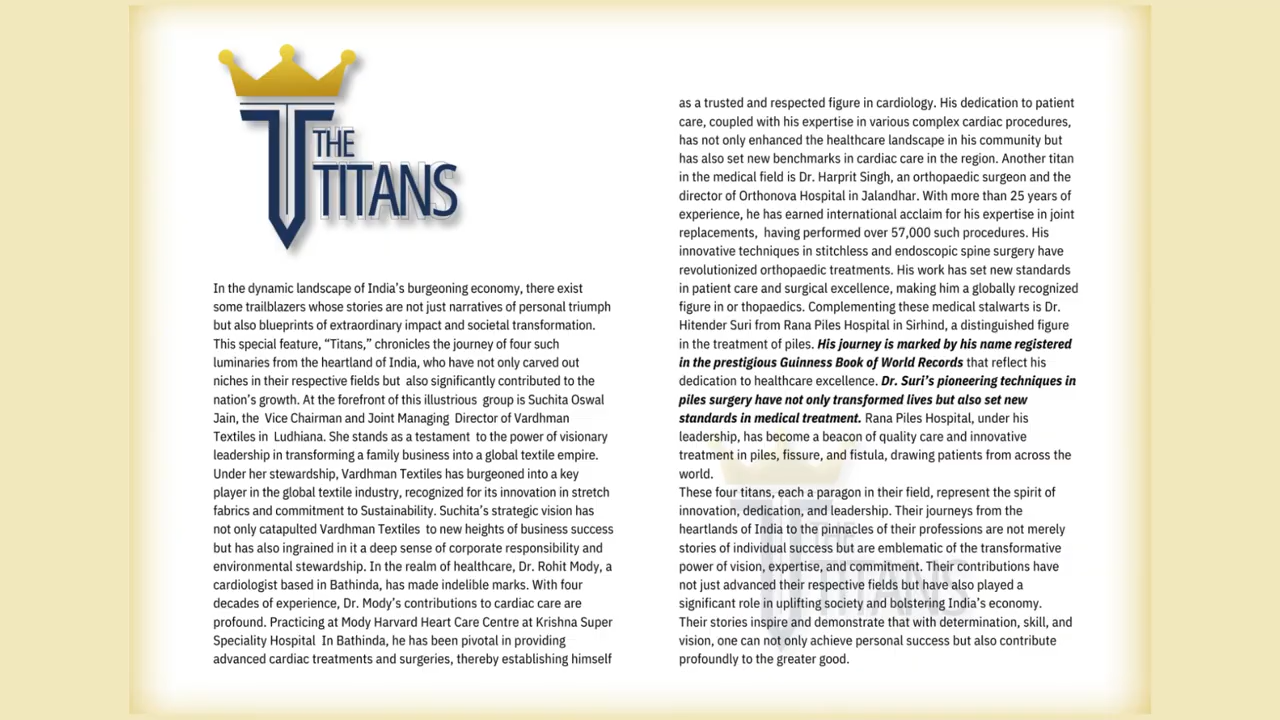 THE
TITANS
In the dynamic landscape of India's burgeoning economy, there exist
some trailblazers whose stories are not just narratives of personal triumph
but also blueprints of extraordinary impact and societal transformation.
This special feature, “Titans,” chronicles the journey of four such
luminaries from the heartland of India, who have not only carved out
niches in their respective fields but also significantly contributed to the
nation's growth. At the forefront of this illustrious group is Suchita Oswal
Jain, the Vice Chairman and Joint Managing Director of Vardhman
Textiles in Ludhiana. She stands as a testament to the power of visionary
leadership in transforming a family business into a global textile empire.
Under her stewardship, Vardhman Textiles has burgeoned into a key
player in the global textile industry, recognized for its innovation in stretch
fabrics and commitment to Sustainability. Suchita's strategic vision has
not only catapulted Vardhman Textiles to new heights of business success
but has also ingrained in it a deep sense of corporate responsibility and
environmental stewardship. In the realm of healthcare, Dr. Rohit Mody, a
cardiologist based in Bathinda, has made indelible marks. With four
decades of experience, Dr. Mody's contributions to cardiac care are
profound. Practicing at Mody Harvard Heart Care Centre at Krishna Super
Speciality Hospital In Bathinda, he has been pivotal in providing
advanced cardiac treatments and surgeries, thereby establishing himself
as a trusted and respected figure in cardiology. His dedication to patient
care, coupled with his expertise in various complex cardiac procedures,
has not only enhanced the healthcare landscape in his community but
has also set new benchmarks in cardiac care in the region. Another titan
in the medical field is Dr. Harprit Singh, an orthopaedic surgeon and the
director of Orthonova Hospital in Jalandhar. With more than 25 years of
experience, he has earned international acclaim for his expertise in joint
replacements, having performed over 57,000 such procedures. His
innovative techniques in stitchless and endoscopic spine surgery have
revolutionized orthopaedic treatments. His work has set new standards
in patient care and surgical excellence, making him a globally recognized
figure in or thopaedics. Complementing these medical stalwarts is Dr.
Hitender Suri from Rana Piles Hospital in Sirhind, a distinguished figure
in the treatment of piles. His journey is marked by his name registered
in the prestigious Guinness Book of World Records that reflect his
dedication to healthcare excellence. Dr. Suri's pioneering techniques in
piles surgery have not only transformed lives but also set new
standards in medical treatment. Rana Piles Hospital, under his
leadership, has become a beacon of quality care and innovative
treatment in piles, fissure, and fistula, drawing patients from across the
world.
These four titans, each a paragon in their field, represent the spirit of
innovation, dedication, and leadership. Their journeys from the
heartlands of India to the pinnacles of their professions are not merely
stories of individual success but are emblematic of the transformative
power of vision, expertise, and commitment. Their contributions have
not just advanced their respective fields but have also played a
significant role in uplifting society and bolstering India's economy.
Their stories inspire and demonstrate that with determination, skill, and
vision, one can not only achieve personal success but also contribute
profoundly to the greater good.
THE
TITANS